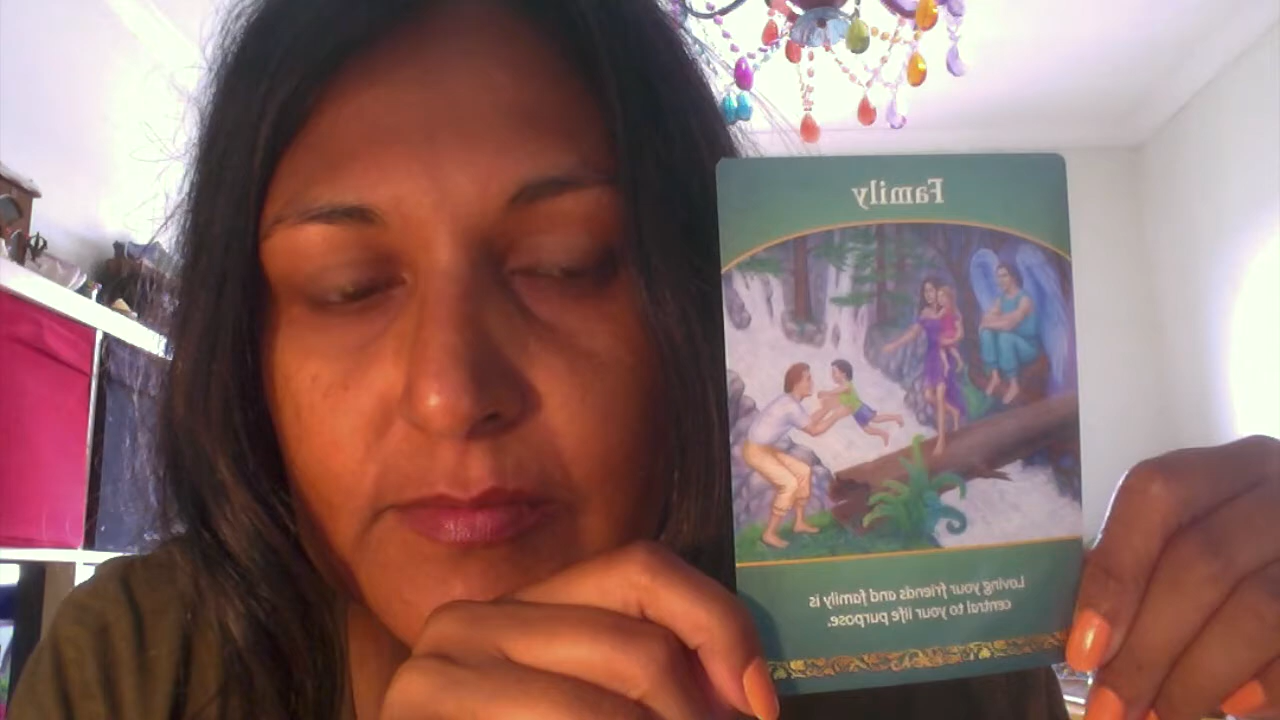 Family
Loving your friends and family is
central to your life purpose.